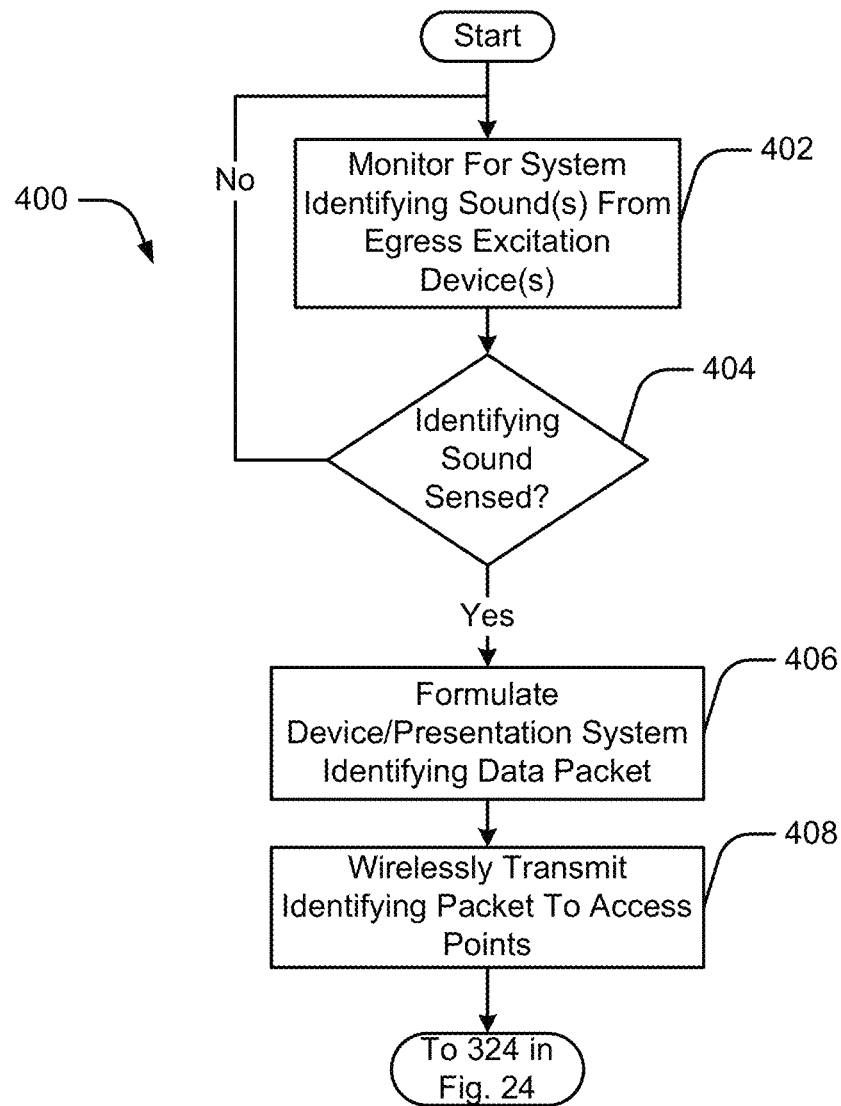 Start
No
Monitor For System
Identifying Sound(s) From
Egress Excitation
Device(s)
402
400
404
Identifying
Sound
Sensed?
Yes
406
Formulate
Device/Presentation System
Identifying Data Packet
408
Wirelessly Transmit
Identifying Packet To Access
Points
To 324 in
Fig. 24